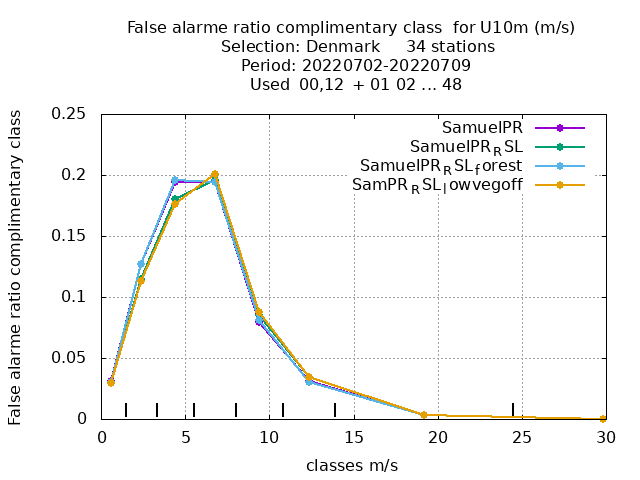 False alarme ratio complimentary class  for U10m (m/s)
Selection: Denmark     34 stations
Period: 20220702-20220709
Used  00,12  + 01 02 ... 48
False alarme ratio complimentary class
SamuelPR
SamuelPR_RSL
SamuelPR_RSL_forest
SamPR_RSL_lowvegoff
0.25
0.2
0.15
0.1
0.05
0
0 5 10 15 20 25 30
classes m/s